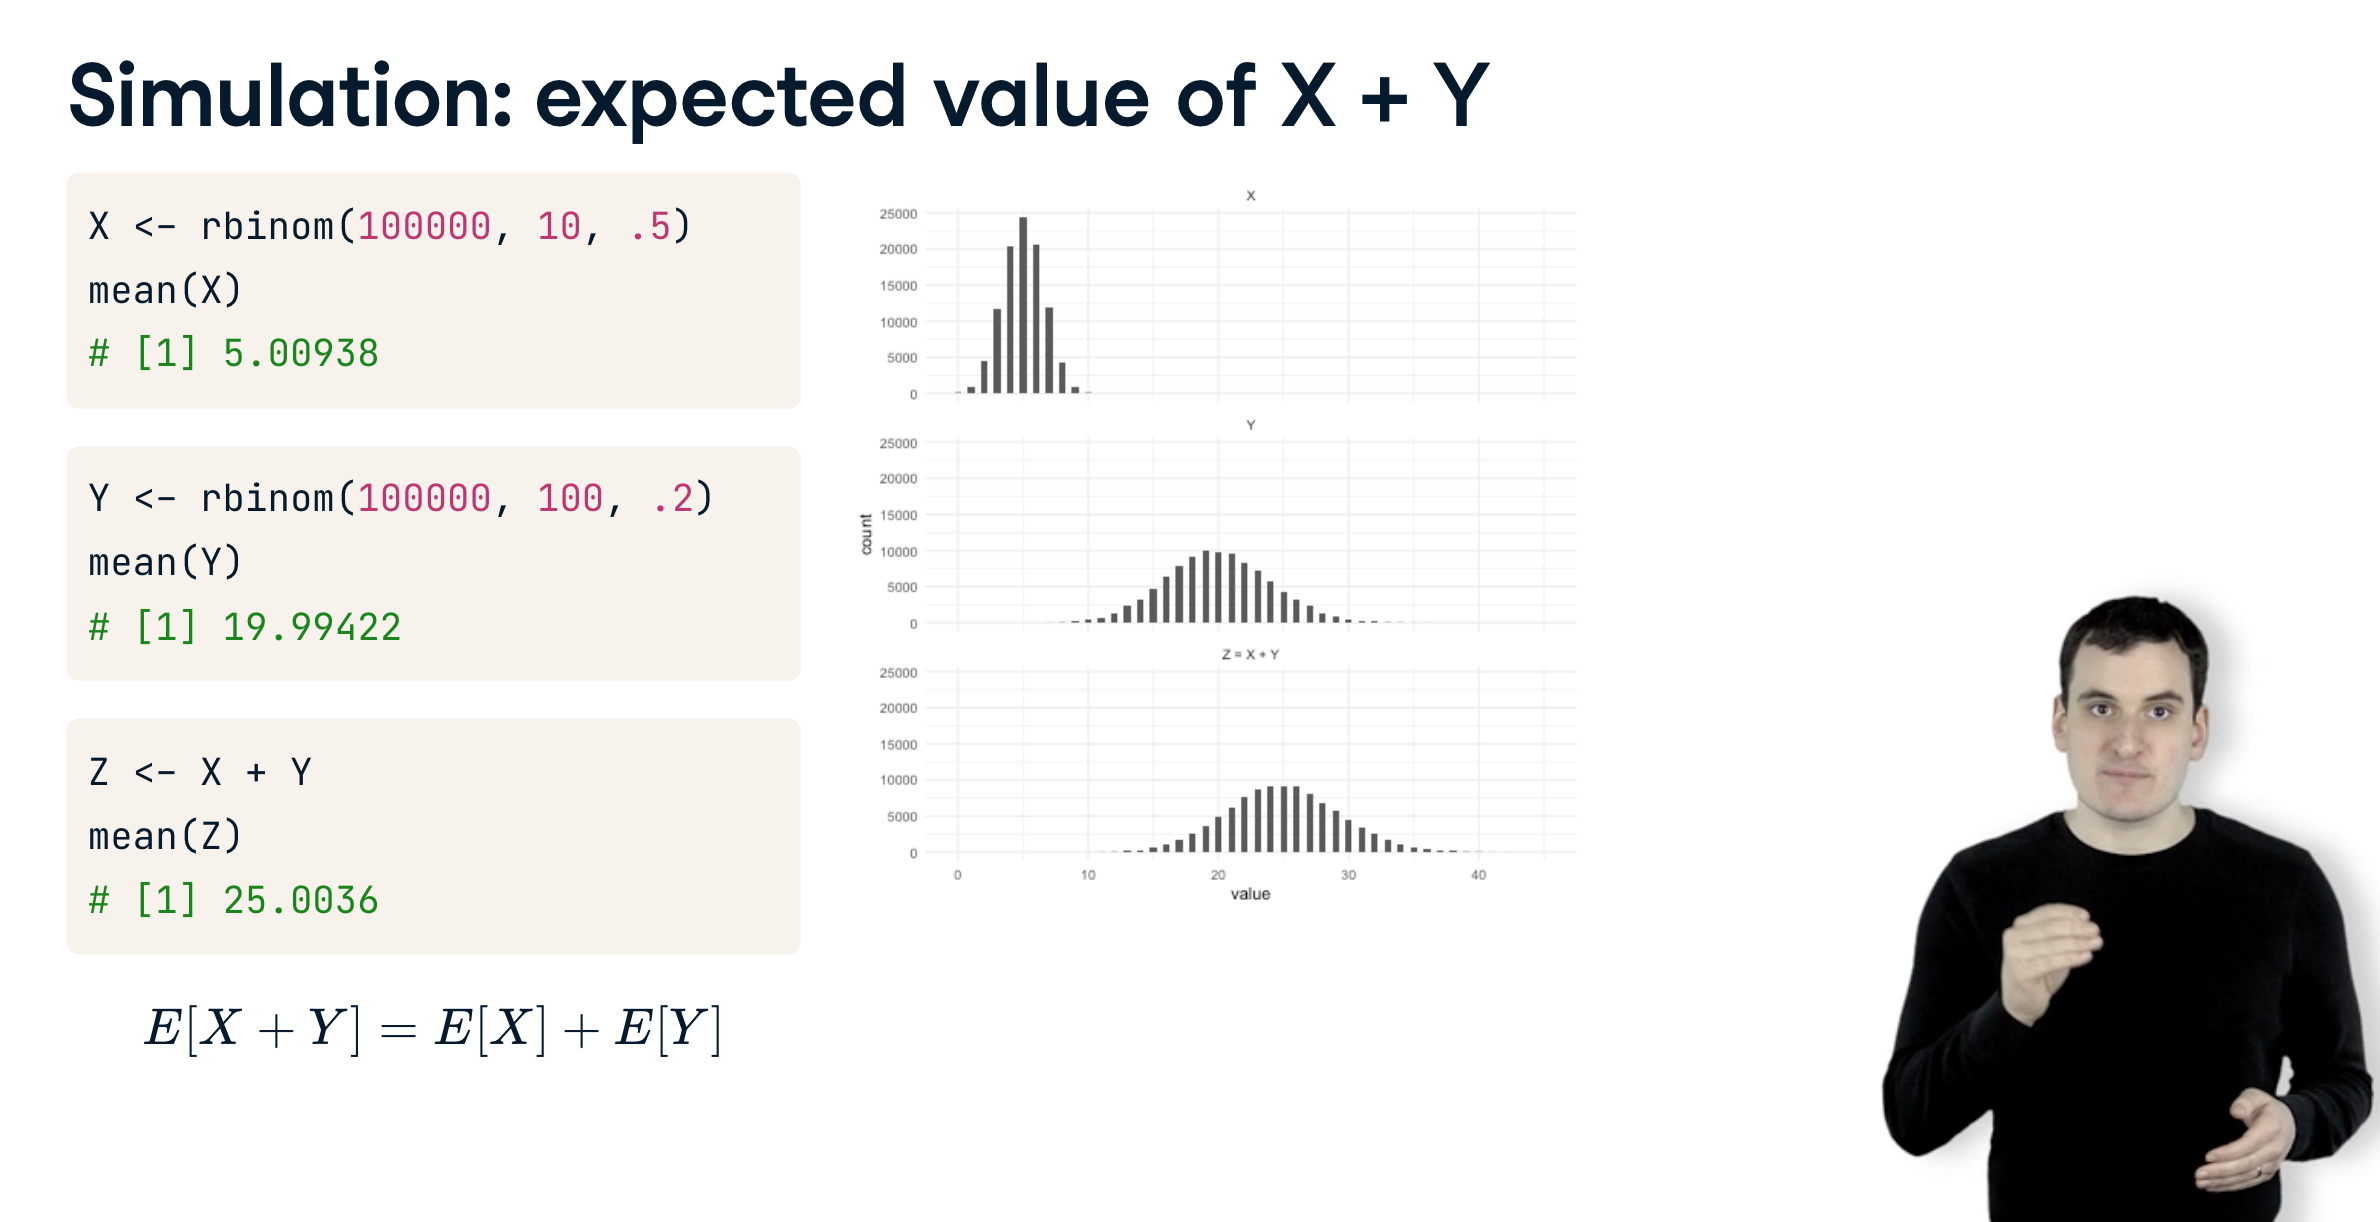 Simulation: expected value of X + Y
X <- rbinom(100000, 10, .5)
mean(X)
# [1] 5.00938
Y <- rbinom(100000, 100, .2)
mean(Y)
# [1] 19.99422
Z <- X + Y
mean(Z)
# [1] 25.0036
E[X + Y] = E[X] + E[Y]
X
25000
20000
15000
10000
5000
0
Y
25000
20000
15000
10000
5000
0
Z = X + Y
25000
20000
15000
10000
5000
0
count
0 10 20 30 40
value